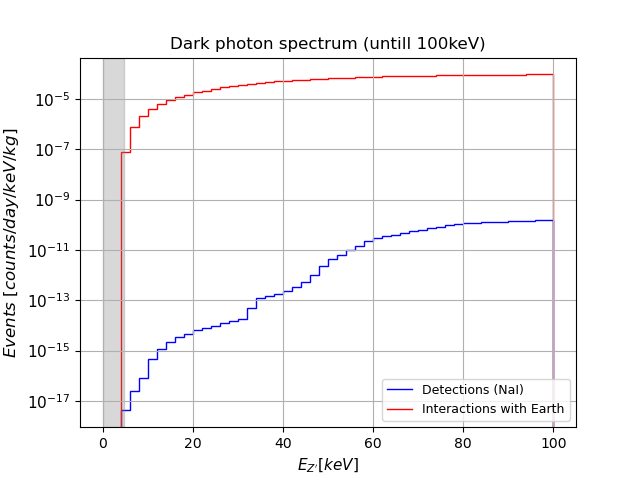 Dark photon spectrum (untill 100keV)
Events [counts/day/keV/kg]
10⁻⁵
10⁻⁷
10⁻⁹
10⁻¹¹
10⁻¹³
10⁻¹⁵
10⁻¹⁷
Detections (NaI)
Interactions with Earth
0 20 40 60 80 100
E_{Z'}[keV]